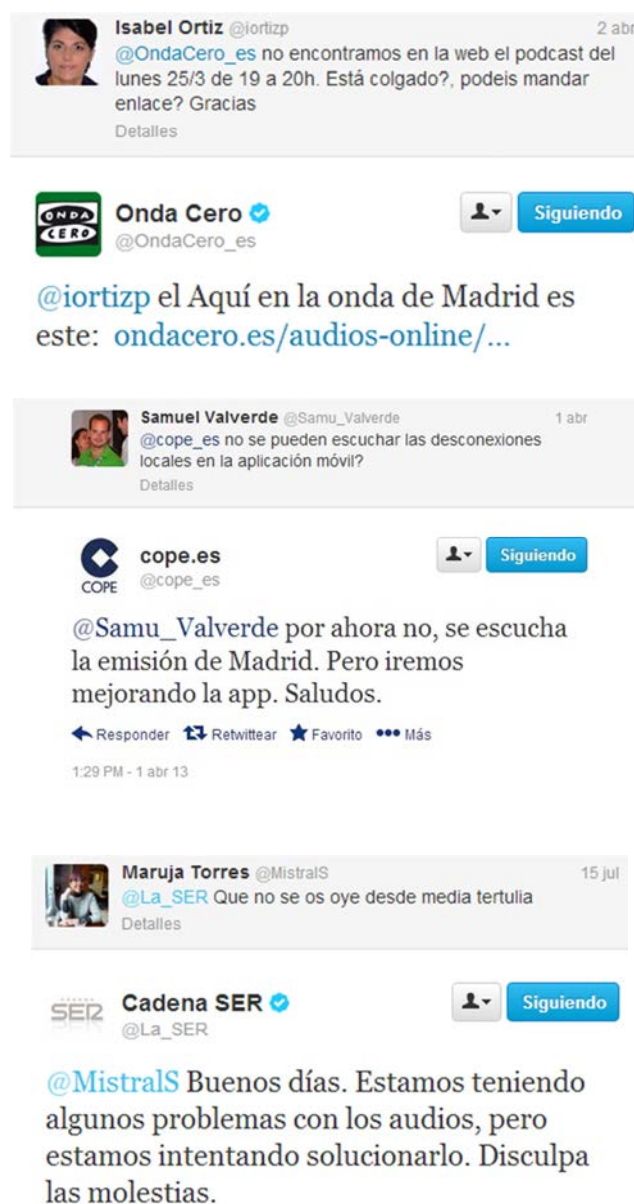 Isabel Ortiz @iortizp 2 abr
@OndaCero_es no encontramos en la web el podcast del
lunes 25/3 de 19 a 20h. Está colgado?, podeis mandar
enlace? Gracias
Detalles
ONDA
CERO
Onda Cero
Siguiendo
@OndaCero_es
@iortizp el Aquí en la onda de Madrid es
este: ondacero.es/audios-online/...
Samuel Valverde @Samu_Valverde 1 abr
@cope_es no se pueden escuchar las desconexiones
locales en la aplicación móvil?
Detalles
COPE
cope.es
Siguiendo
@cope_es
@Samu_Valverde por ahora no, se escucha
la emisión de Madrid. Pero iremos
mejorando la app. Saludos.
Responder Retwittear Favorito Más
1:29 PM - 1 abr 13
Maruja Torres @MistralS 15 jul
@La_SER Que no se os oye desde media tertulia
Detalles
SER
Cadena SER
Siguiendo
@La_SER
@MistralS Buenos días. Estamos teniendo
algunos problemas con los audios, pero
estamos intentando solucionarlo. Disculpa
las molestias.